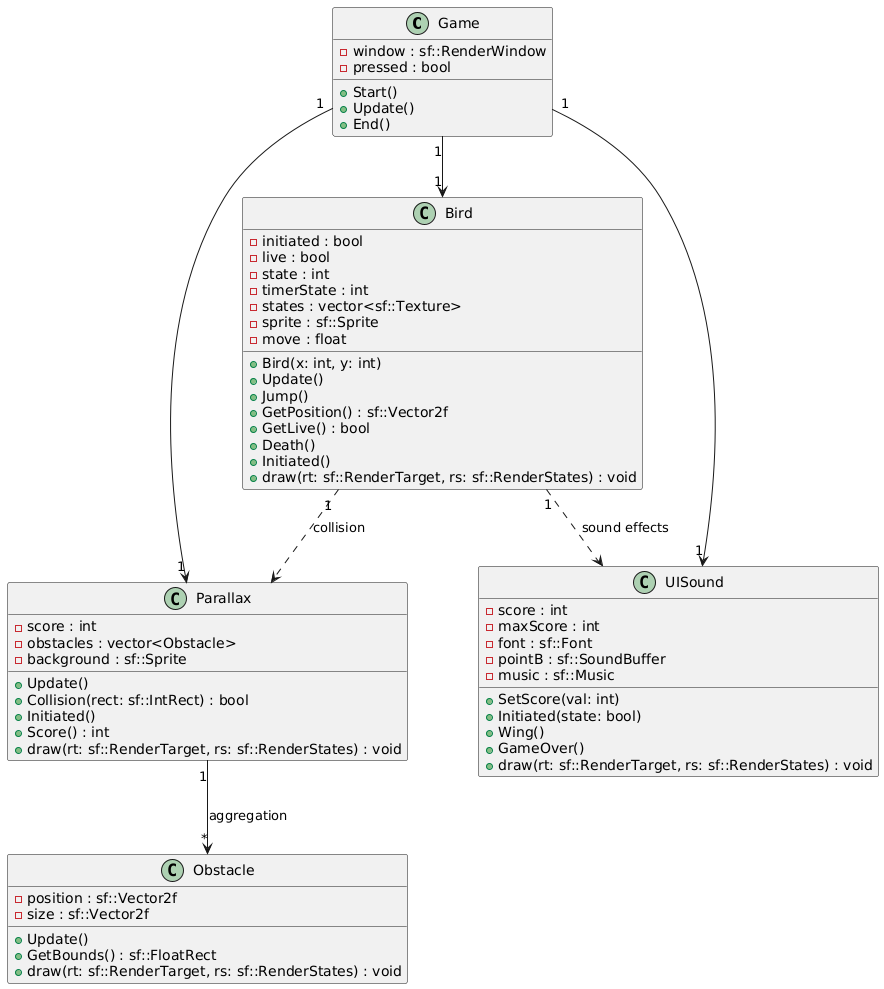 C Game
window : sf::RenderWindow
pressed : bool
Start()
Update()
End()
1
1
1
1
C Bird
initiated : bool
live : bool
state : int
timerState : int
states : vector<sf::Texture>
sprite : sf::Sprite
move : float
Bird(x: int, y: int)
Update()
Jump()
GetPosition() : sf::Vector2f
GetLive() : bool
Death()
Initiated()
draw(rt: sf::RenderTarget, rs: sf::RenderStates) : void
1
collision
1
sound effects
1
1
C Parallax
score : int
obstacles : vector<Obstacle>
background : sf::Sprite
Update()
Collision(rect: sf::IntRect) : bool
Initiated()
Score() : int
draw(rt: sf::RenderTarget, rs: sf::RenderStates) : void
C UISound
score : int
maxScore : int
font : sf::Font
pointB : sf::SoundBuffer
music : sf::Music
SetScore(val: int)
Initiated(state: bool)
Wing()
GameOver()
draw(rt: sf::RenderTarget, rs: sf::RenderStates) : void
1
aggregation
*
C Obstacle
position : sf::Vector2f
size : sf::Vector2f
Update()
GetBounds() : sf::FloatRect
draw(rt: sf::RenderTarget, rs: sf::RenderStates) : void